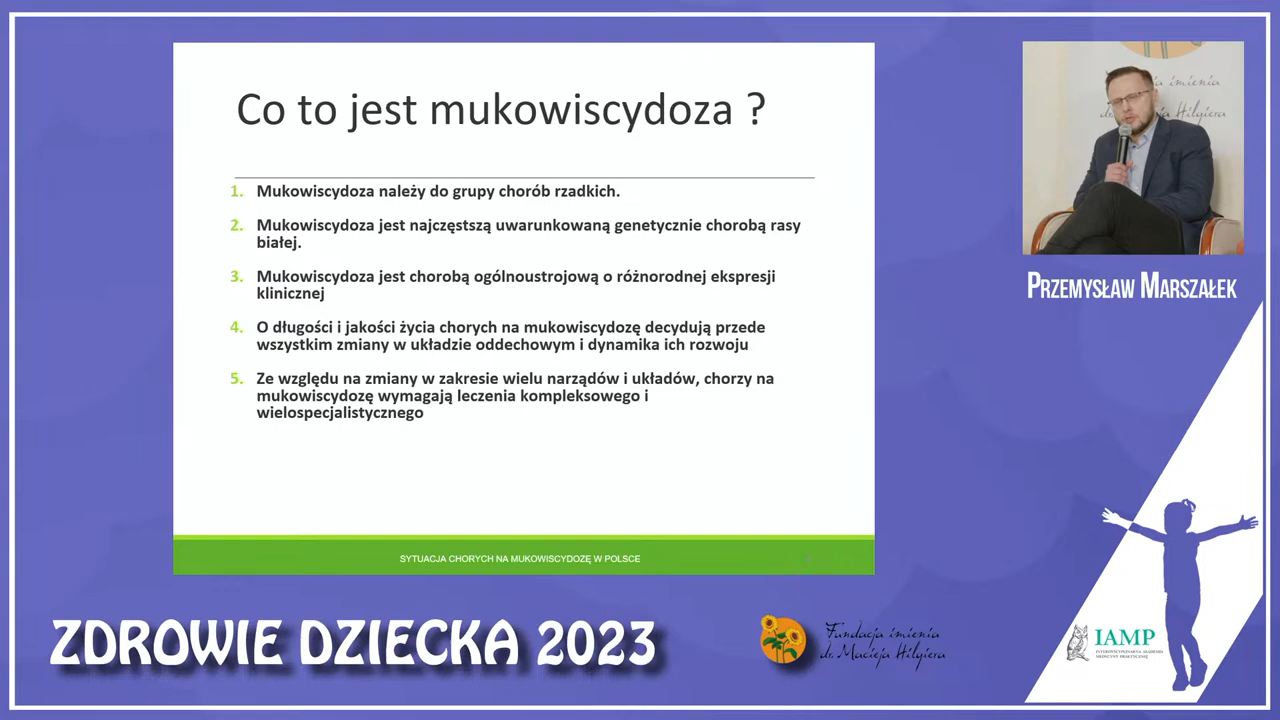 Co to jest mukowiscydoza ?
1. Mukowiscydoza należy do grupy chorób rzadkich.
2. Mukowiscydoza jest najczęstszą uwarunkowaną genetycznie chorobą rasy
białej.
3. Mukowiscydoza jest chorobą ogólnoustrojową o różnorodnej ekspresji
klinicznej
4. O długości i jakości życia chorych na mukowiscydozę decydują przede
wszystkim zmiany w układzie oddechowym i dynamika ich rozwoju
5. Ze względu na zmiany w zakresie wielu narządów i układów, chorzy na
mukowiscydozę wymagają leczenia kompleksowego i
wielospecjalistycznego
SYTUACJA CHORYCH NA MUKOWISCYDOZĘ W POLSCE
imienia
Hilgiera
PRZEMYSŁAW MARSZAŁEK
ZDROWIE DZIECKA 2023
Fundacja imienia
dr. Macieja Hilgiera
IAMP
INTERDYSCYPLINARNA AKADEMIA
MEDYCYNY PRAKTYCZNEJ